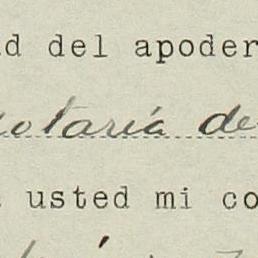 del apoder
notaría de
usted mi co